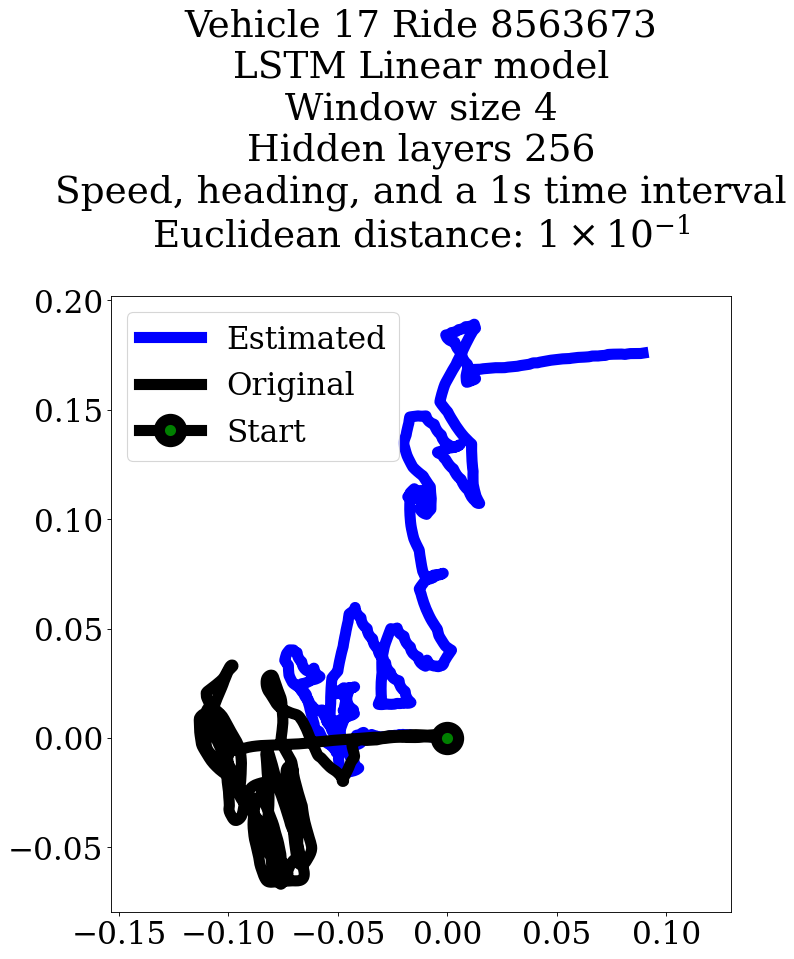 Vehicle 17 Ride 8563673
LSTM Linear model
Window size 4
Hidden layers 256
Speed, heading, and a 1s time interval
Euclidean distance: 1 × 10⁻¹
Estimated
Original
Start
0.20
0.15
0.10
0.05
0.00
−0.05
−0.15 −0.10 −0.05 0.00 0.05 0.10